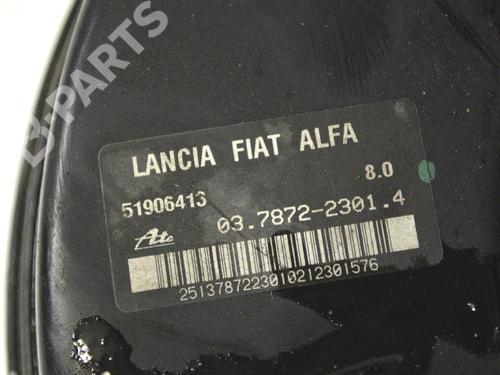 B-PARTS
LANCIA FIAT ALFA
51906413 8.0
Ate 03.7872-2301.4
2513787223010212301576